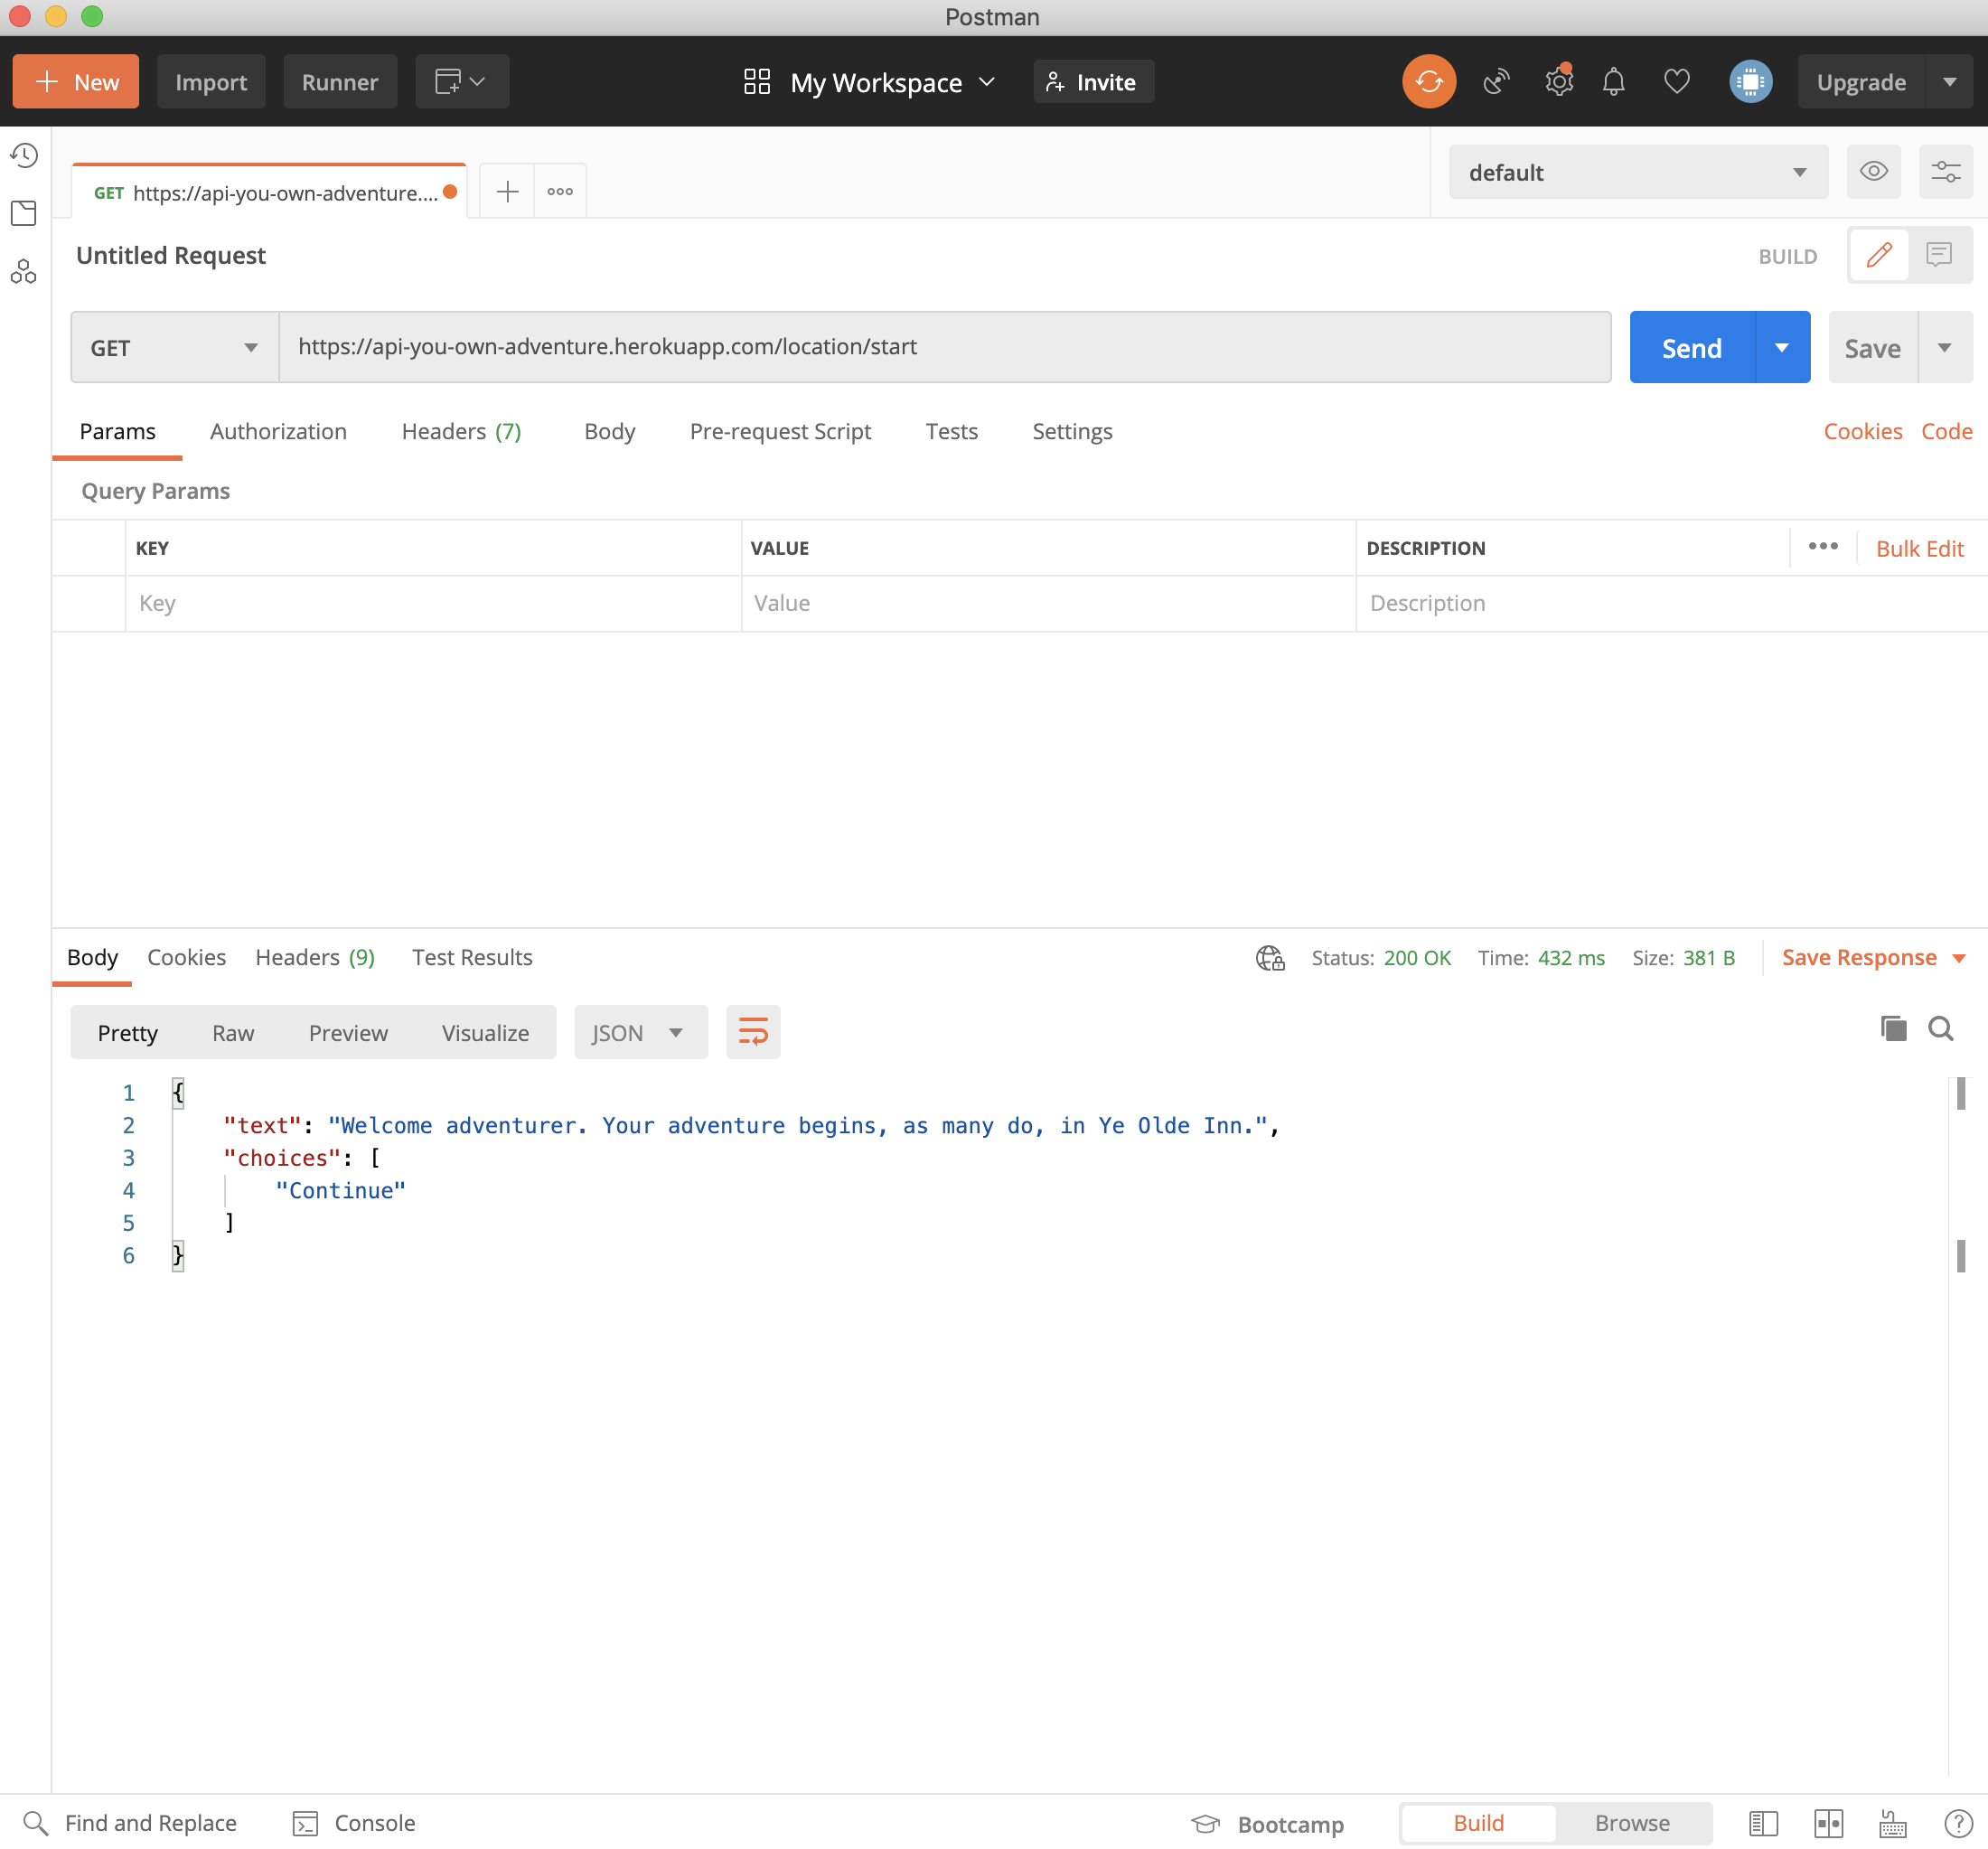 Postman
New Import Runner My Workspace Invite Upgrade
GET https://api-you-own-adventure.... default
Untitled Request BUILD
GET https://api-you-own-adventure.herokuapp.com/location/start Send Save
Params Authorization Headers (7) Body Pre-request Script Tests Settings Cookies Code
Query Params
KEY VALUE DESCRIPTION ••• Bulk Edit
Key Value Description
Body Cookies Headers (9) Test Results Status: 200 OK Time: 432 ms Size: 381 B Save Response
Pretty Raw Preview Visualize JSON
1 {
2 "text": "Welcome adventurer. Your adventure begins, as many do, in Ye Olde Inn.",
3 "choices": [
4 "Continue"
5 ]
6 }
Find and Replace Console Bootcamp Build Browse